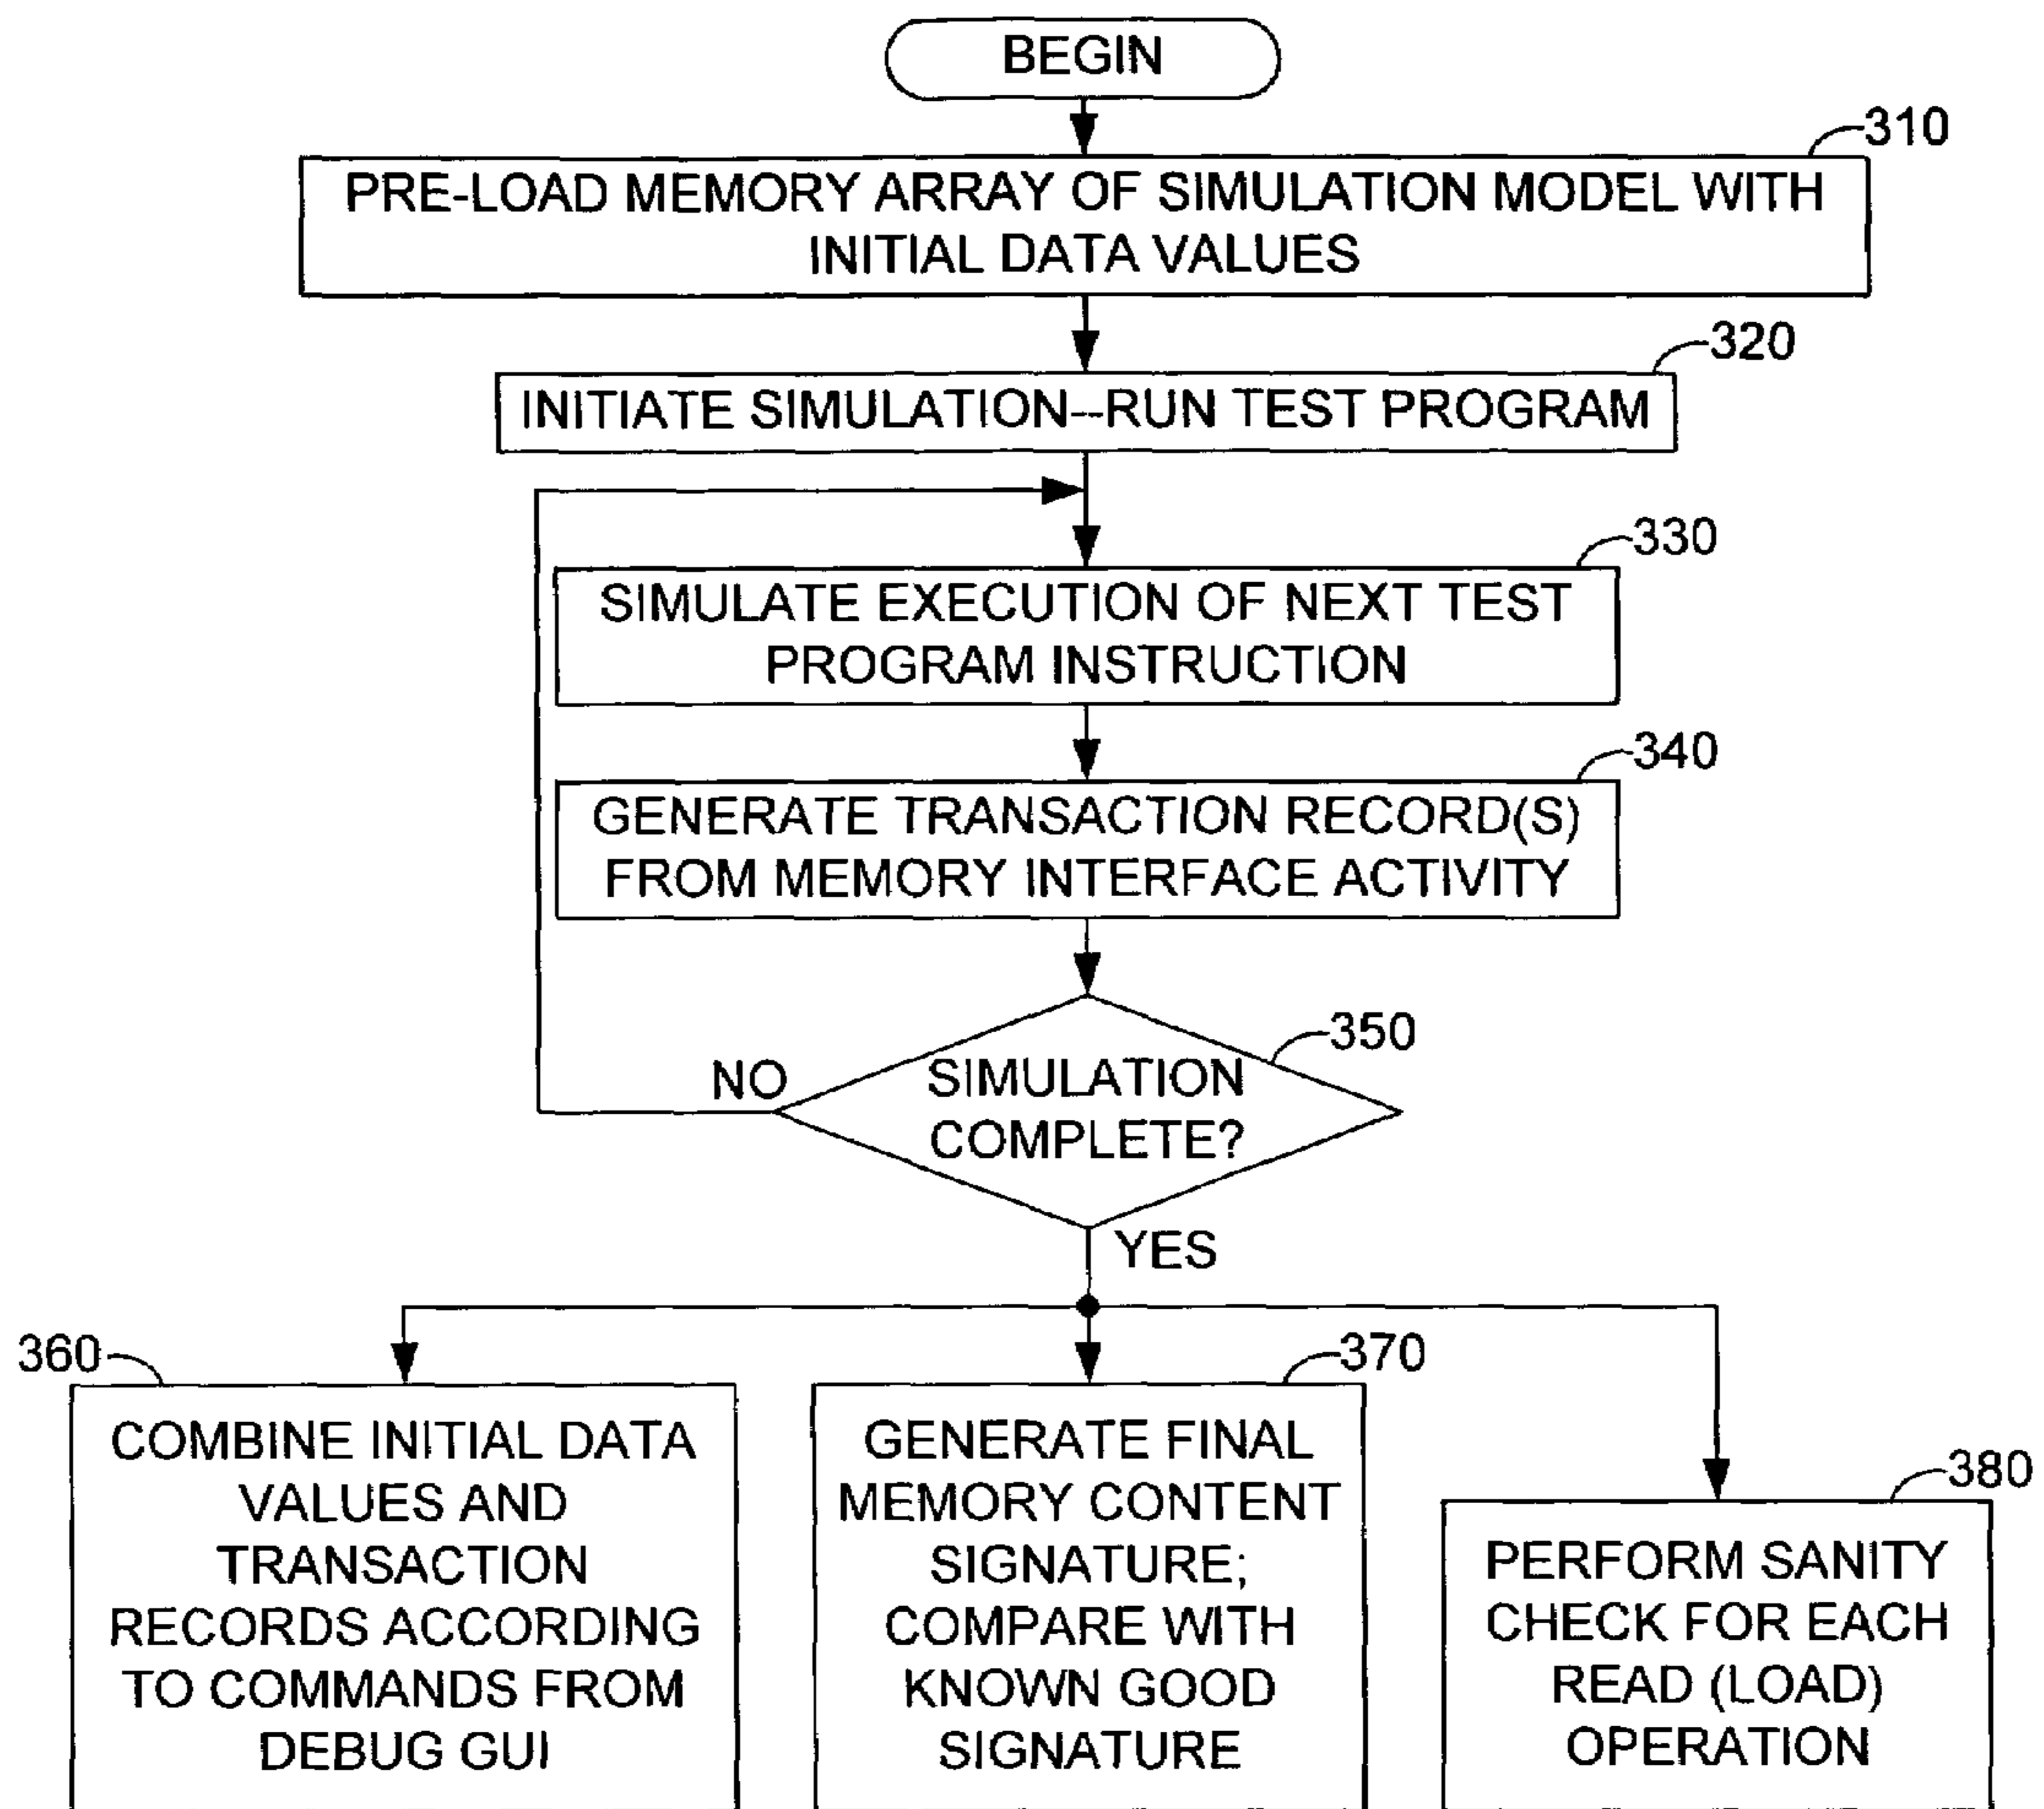 BEGIN
310
PRE-LOAD MEMORY ARRAY OF SIMULATION MODEL WITH
INITIAL DATA VALUES
320
INITIATE SIMULATION--RUN TEST PROGRAM
330
SIMULATE EXECUTION OF NEXT TEST
PROGRAM INSTRUCTION
340
GENERATE TRANSACTION RECORD(S)
FROM MEMORY INTERFACE ACTIVITY
350
NO
SIMULATION
COMPLETE?
YES
360
COMBINE INITIAL DATA
VALUES AND
TRANSACTION
RECORDS ACCORDING
TO COMMANDS FROM
DEBUG GUI
370
GENERATE FINAL
MEMORY CONTENT
SIGNATURE;
COMPARE WITH
KNOWN GOOD
SIGNATURE
380
PERFORM SANITY
CHECK FOR EACH
READ (LOAD)
OPERATION